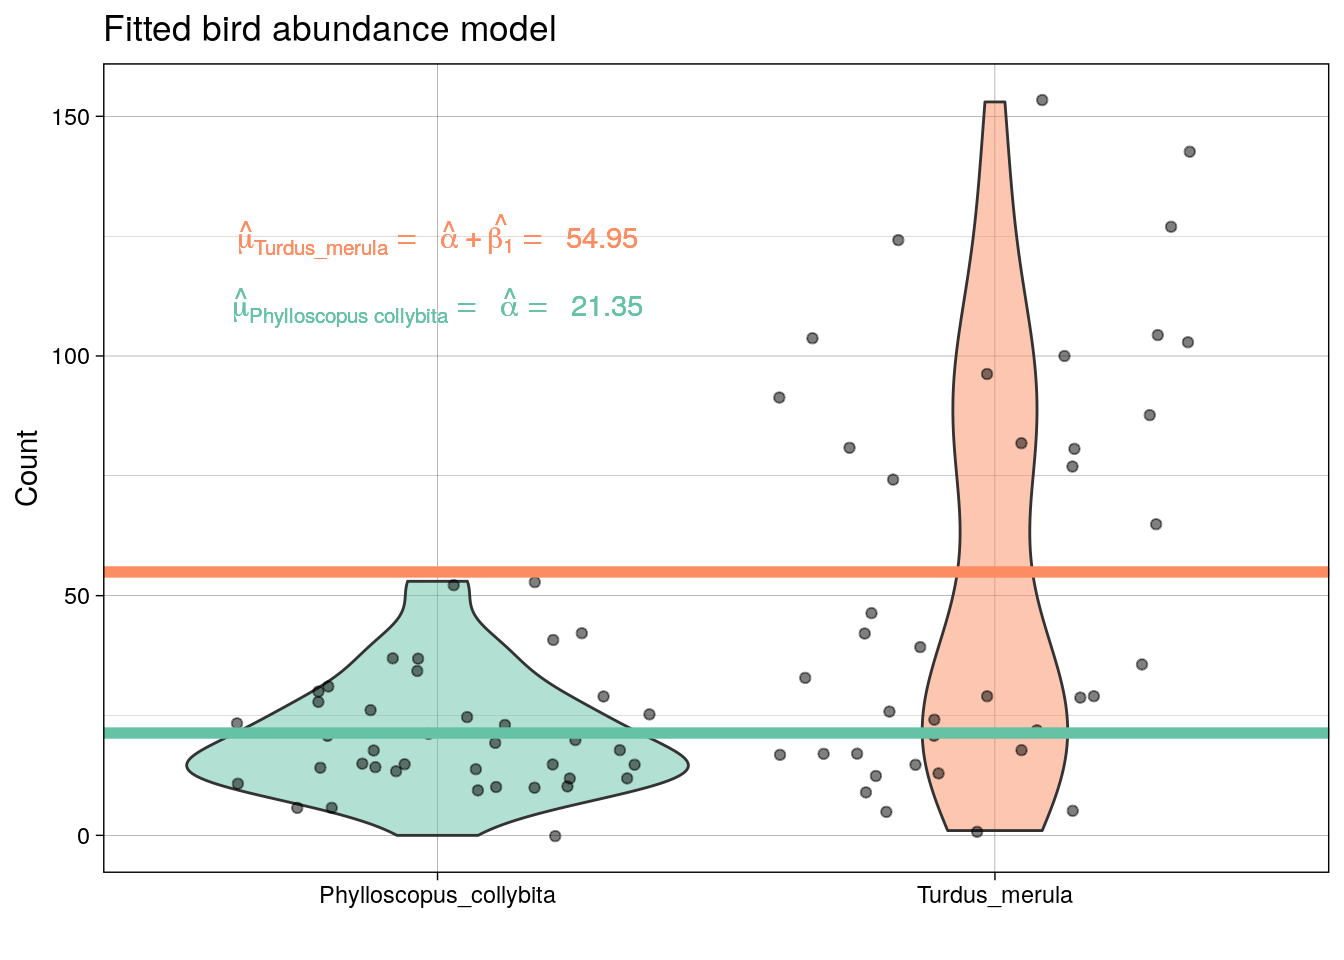 Fitted bird abundance model
150
μ̂Turdus_merula = α̂ + β̂1 = 54.95
μ̂Phylloscopus collybita = α̂ = 21.35
100
Count
50
0
Phylloscopus_collybita Turdus_merula